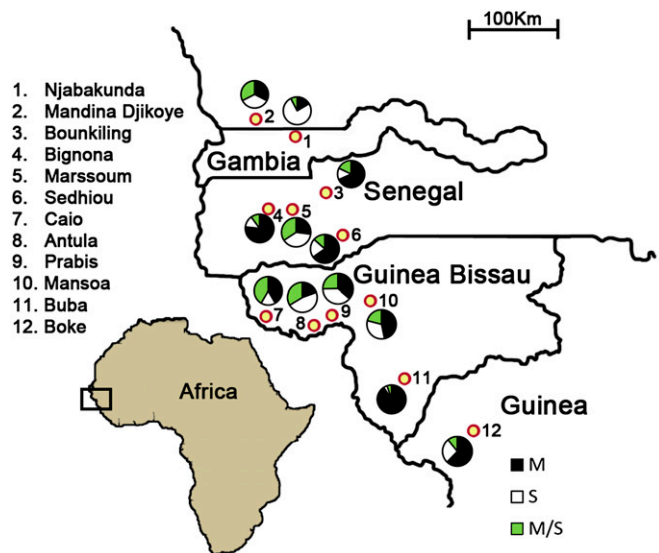 100Km
1. Njabakunda
2. Mandina Djikoye
3. Bounkiling
4. Bignona
5. Marssoum
6. Sedhiou
7. Caio
8. Antula
9. Prabis
10. Mansoa
11. Buba
12. Boke
2
1
Gambia
3
Senegal
4
5
6
Guinea Bissau
7
8
9
10
11
Africa
Guinea
12
M
S
M/S